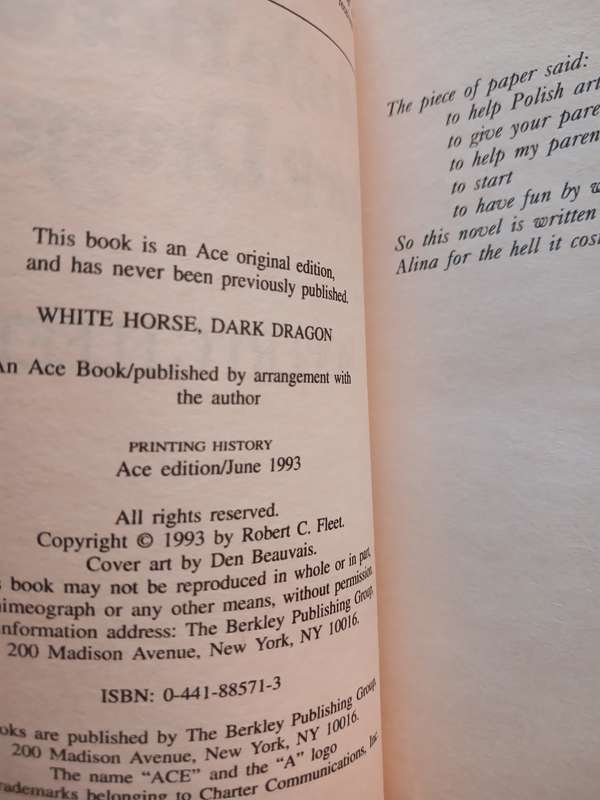 This book is an Ace original edition,
and has never been previously published.
WHITE HORSE, DARK DRAGON
An Ace Book/published by arrangement with
the author
PRINTING HISTORY
Ace edition/June 1993
All rights reserved.
Copyright © 1993 by Robert C. Fleet.
Cover art by Den Beauvais.
book may not be reproduced in whole or in part,
mimeograph or any other means, without permission.
information address: The Berkley Publishing Group,
200 Madison Avenue, New York, NY 10016.
ISBN: 0-441-88571-3
are published by The Berkley Publishing Group,
200 Madison Avenue, New York, NY 10016.
The name "ACE" and the "A" logo
trademarks belonging to Charter Communications, Inc.
The piece of paper said:
to help Polish
to give your
to help my
to start
to have fun by
So this novel is written
Alina for the hell it